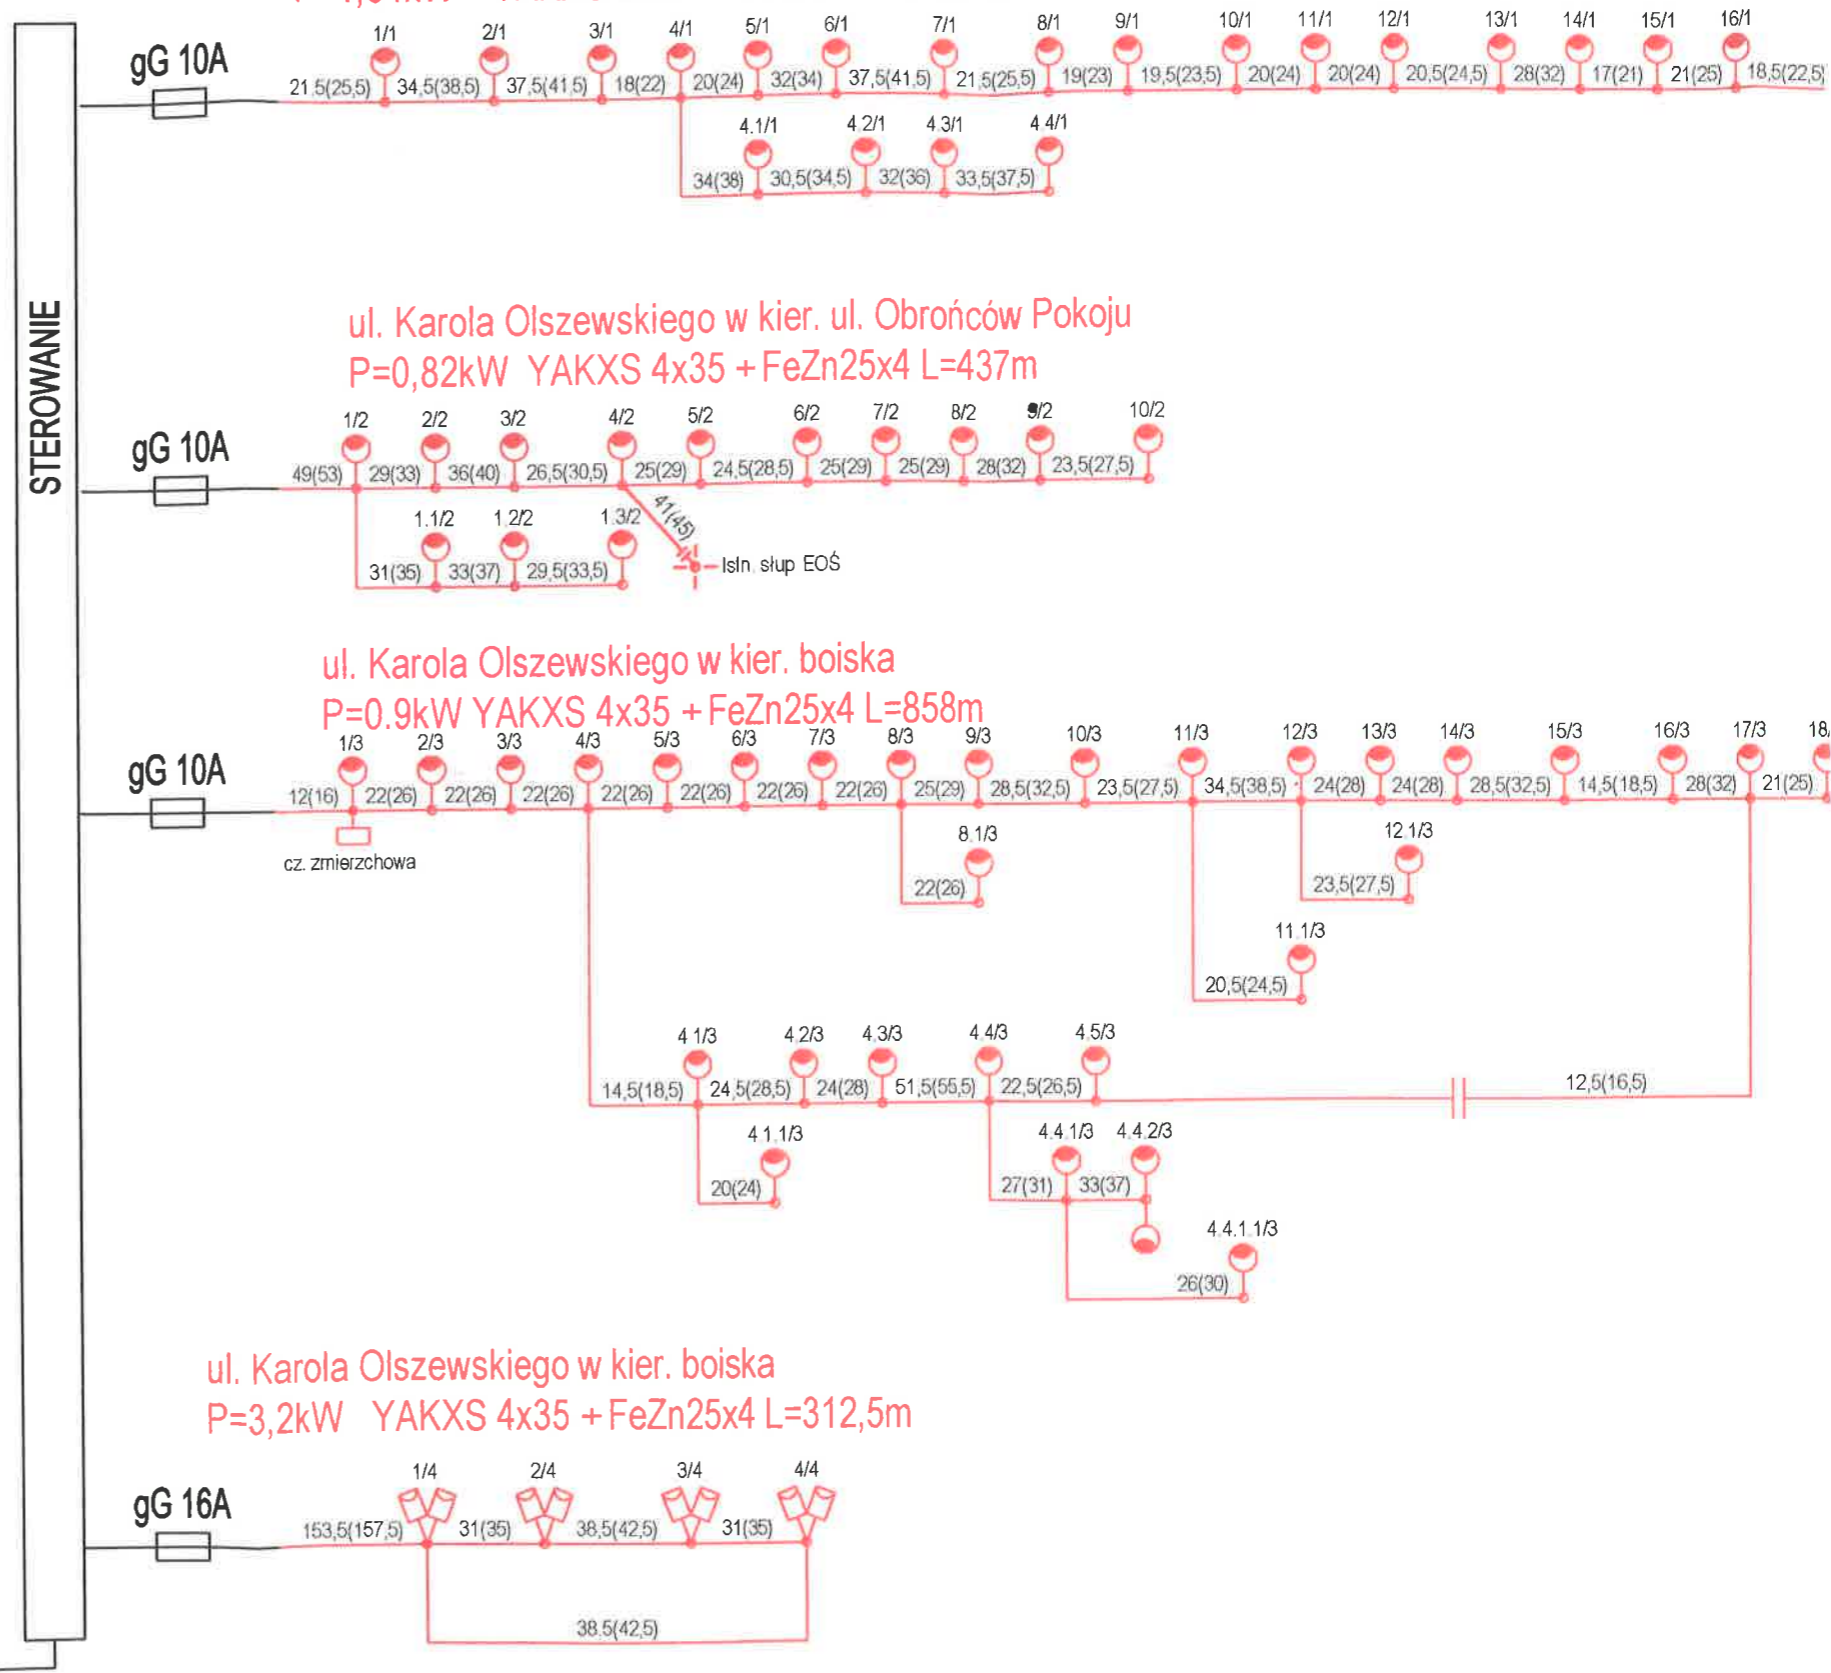 STEROWANIE
gG 10A
1/1 2/1 3/1 4/1 5/1 6/1 7/1 8/1 9/1 10/1 11/1 12/1 13/1 14/1 15/1 16/1
21,5(25,5) 34,5(38,5) 37,5(41,5) 18(22) 20(24) 32(34) 37,5(41,5) 21,5(25,5) 19(23) 19,5(23,5) 20(24) 20(24) 20,5(24,5) 28(32) 17(21) 21(25) 18,5(22,5)
4.1/1 4.2/1 4.3/1 4.4/1
34(38) 30,5(34,5) 32(36) 33,5(37,5)
ul. Karola Olszewskiego w kier. ul. Obrońców Pokoju
P=0,82kW YAKXS 4x35 + FeZn25x4 L=437m
gG 10A
1/2 2/2 3/2 4/2 5/2 6/2 7/2 8/2 9/2 10/2
49(53) 29(33) 36(40) 26,5(30,5) 25(29) 24,5(28,5) 25(29) 25(29) 28(32) 23,5(27,5)
41(45)
1.1/2 1.2/2 1.3/2
31(35) 33(37) 29,5(33,5)
Istn. słup EOŚ
ul. Karola Olszewskiego w kier. boiska
P=0.9kW YAKXS 4x35 + FeZn25x4 L=858m
gG 10A
1/3 2/3 3/3 4/3 5/3 6/3 7/3 8/3 9/3 10/3 11/3 12/3 13/3 14/3 15/3 16/3 17/3 18/
12(16) 22(26) 22(26) 22(26) 22(26) 22(26) 22(26) 22(26) 25(29) 28,5(32,5) 23,5(27,5) 34,5(38,5) 24(28) 24(28) 28,5(32,5) 14,5(18,5) 28(32) 21(25)
cz. zmierzchowa
8.1/3
22(26)
12.1/3
23,5(27,5)
11.1/3
20,5(24,5)
4.1/3 4.2/3 4.3/3 4.4/3 4.5/3
14,5(18,5) 24,5(28,5) 24(28) 51,5(55,5) 22,5(26,5) 12,5(16,5)
4.1.1/3
20(24)
4.4.1/3 4.4.2/3
27(31) 33(37)
4.4.1.1/3
26(30)
ul. Karola Olszewskiego w kier. boiska
P=3,2kW YAKXS 4x35 + FeZn25x4 L=312,5m
gG 16A
1/4 2/4 3/4 4/4
153,5(157,5) 31(35) 38,5(42,5) 31(35)
38.5(42,5)